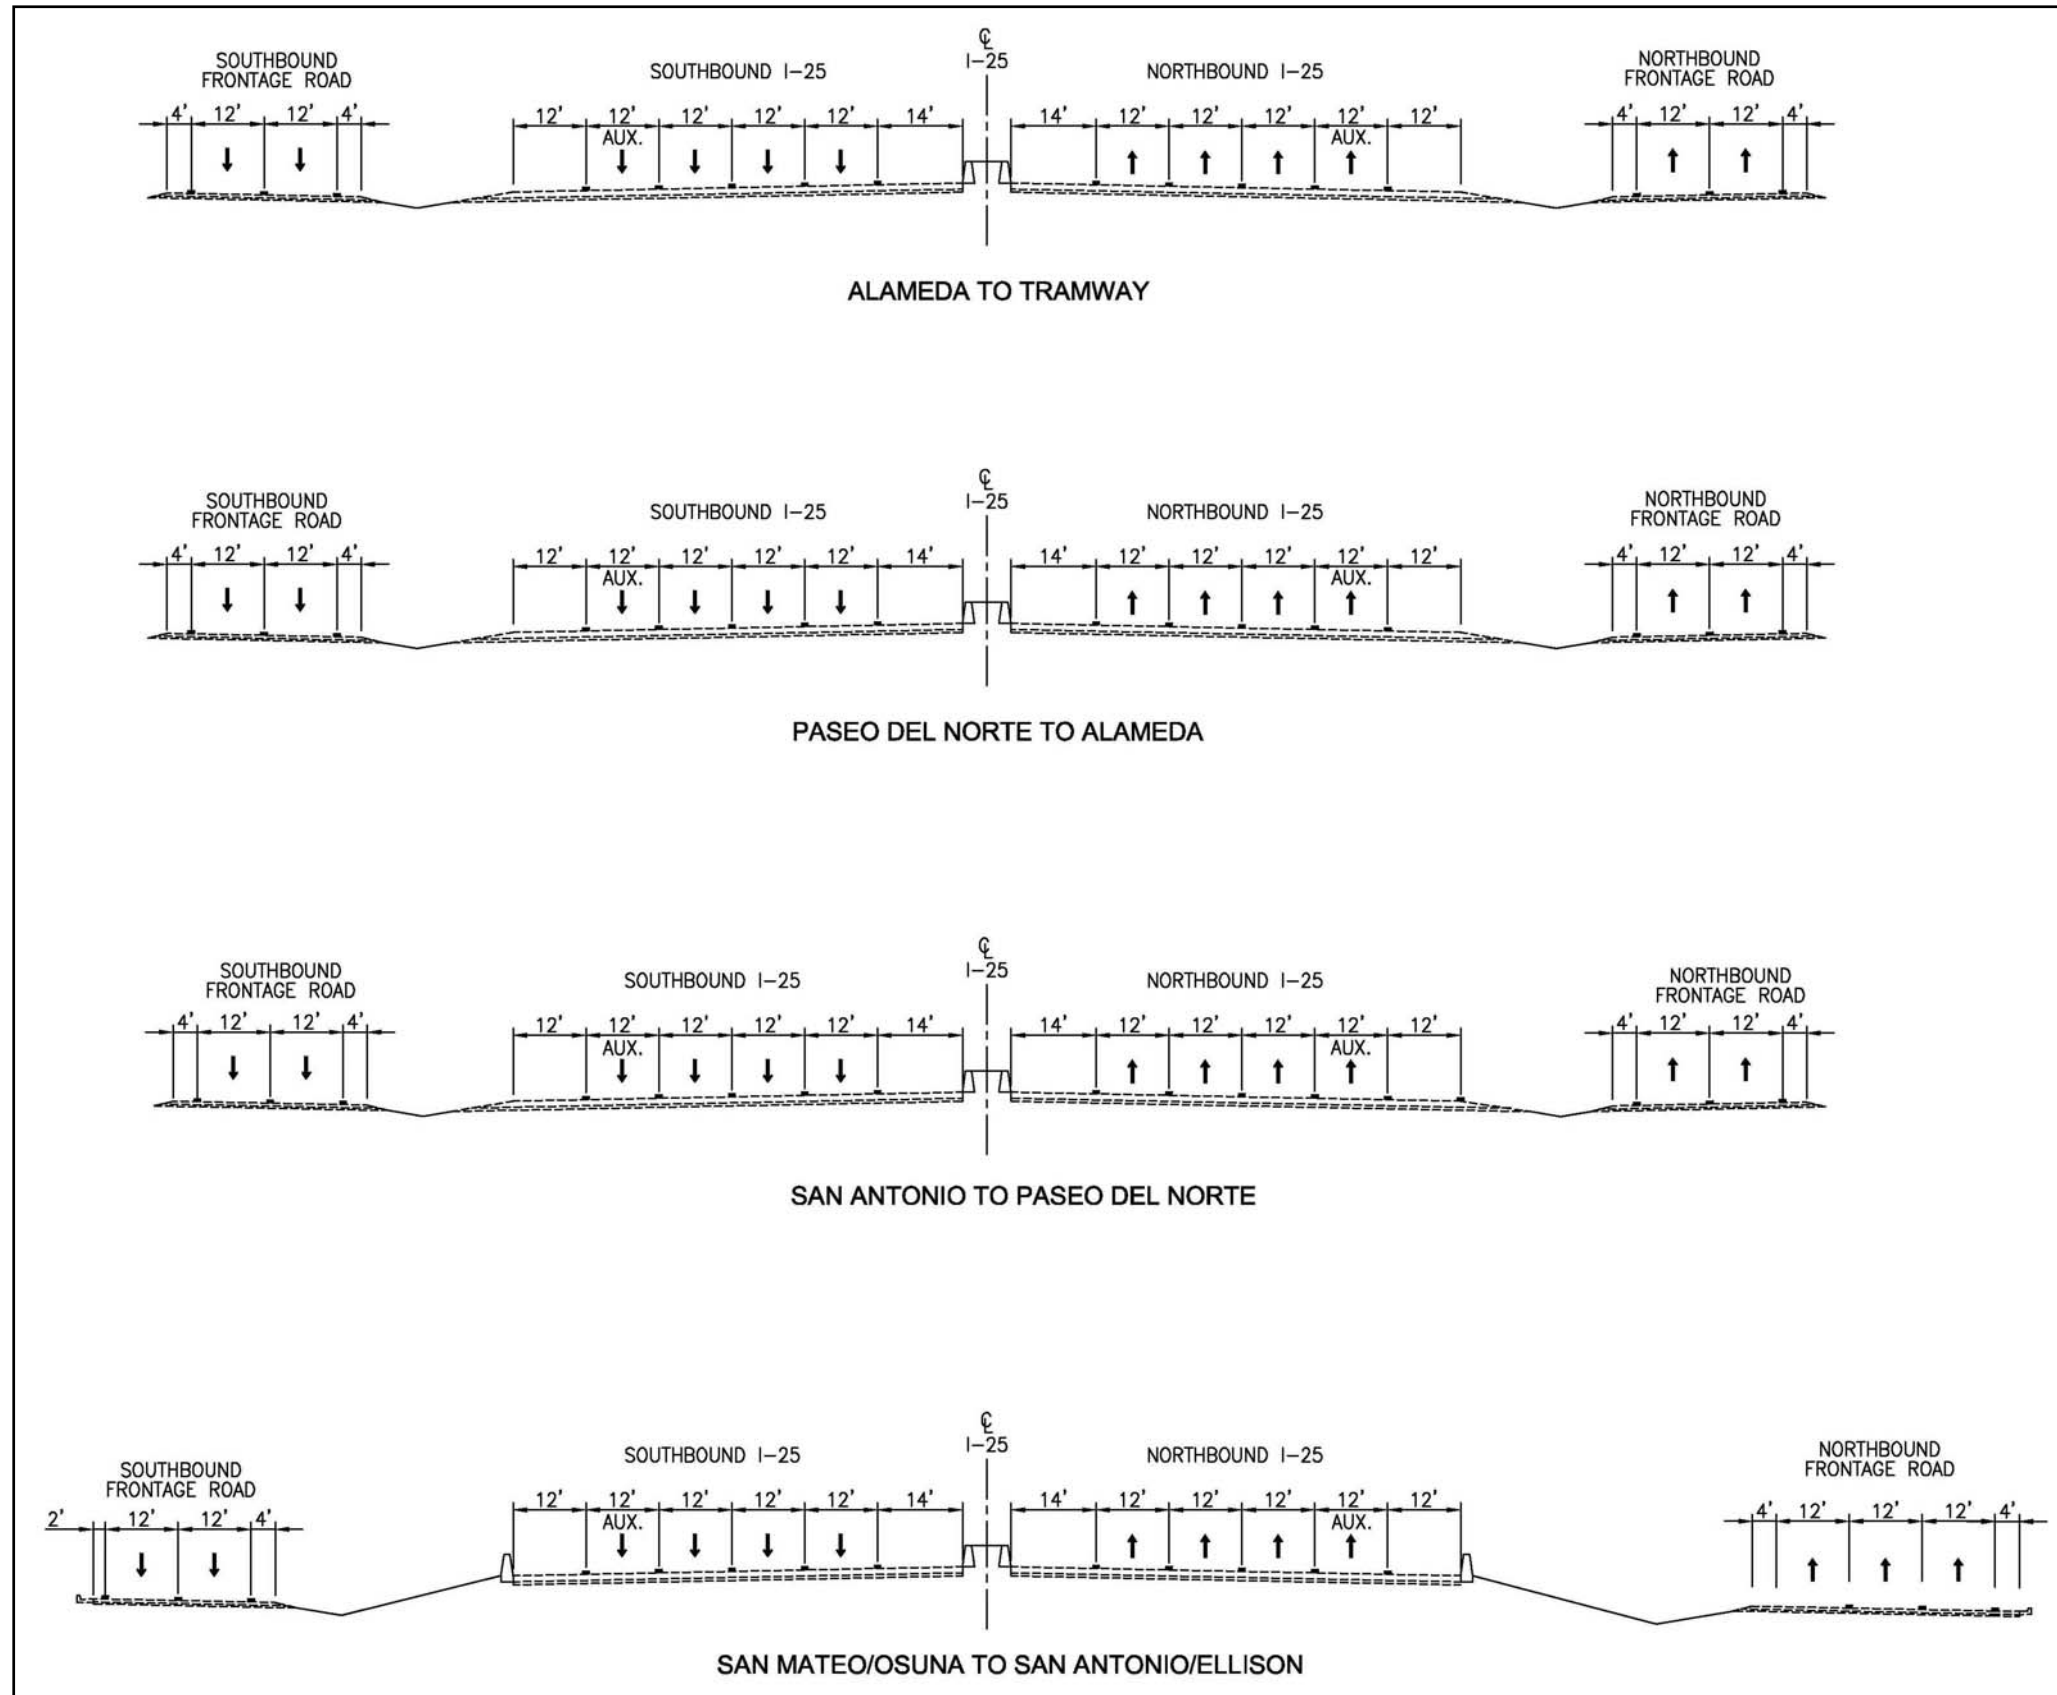 ℄
I-25
SOUTHBOUND
FRONTAGE ROAD
SOUTHBOUND I-25
NORTHBOUND I-25
NORTHBOUND
FRONTAGE ROAD
4' 12' 12' 4'
12' 12' 12' 12' 12' 14'
14' 12' 12' 12' 12' 12'
4' 12' 12' 4'
AUX.
AUX.
ALAMEDA TO TRAMWAY
℄
I-25
SOUTHBOUND
FRONTAGE ROAD
SOUTHBOUND I-25
NORTHBOUND I-25
NORTHBOUND
FRONTAGE ROAD
4' 12' 12' 4'
12' 12' 12' 12' 12' 14'
14' 12' 12' 12' 12' 12'
4' 12' 12' 4'
AUX.
AUX.
PASEO DEL NORTE TO ALAMEDA
℄
I-25
SOUTHBOUND
FRONTAGE ROAD
SOUTHBOUND I-25
NORTHBOUND I-25
NORTHBOUND
FRONTAGE ROAD
4' 12' 12' 4'
12' 12' 12' 12' 12' 14'
14' 12' 12' 12' 12' 12'
4' 12' 12' 4'
AUX.
AUX.
SAN ANTONIO TO PASEO DEL NORTE
℄
I-25
SOUTHBOUND
FRONTAGE ROAD
SOUTHBOUND I-25
NORTHBOUND I-25
NORTHBOUND
FRONTAGE ROAD
2' 12' 12' 4'
12' 12' 12' 12' 12' 14'
14' 12' 12' 12' 12' 12'
4' 12' 12' 12' 4'
AUX.
AUX.
SAN MATEO/OSUNA TO SAN ANTONIO/ELLISON